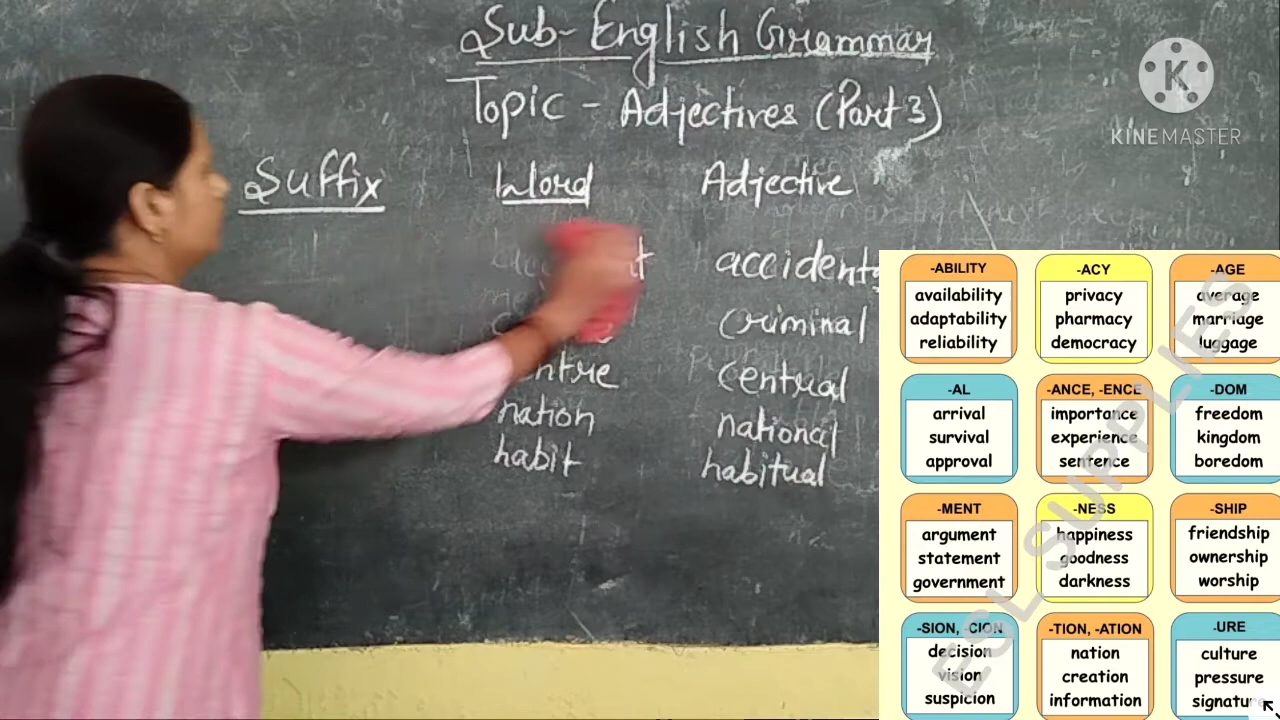 Sub- English Grammar
Topic - Adjectives (Part 3)
KINEMASTER
Suffix Word Adjective
criminal
central
nation national
habit habitual
-ABILITY
availability
adaptability
reliability
-ACY
privacy
pharmacy
democracy
-AGE
average
marriage
luggage
-AL
arrival
survival
approval
-ANCE, -ENCE
importance
experience
sentence
-DOM
freedom
kingdom
boredom
-MENT
argument
statement
government
-NESS
happiness
goodness
darkness
-SHIP
friendship
ownership
worship
-SION, -CION
decision
vision
suspicion
-TION, -ATION
nation
creation
information
-URE
culture
pressure
signature
ESL SUPPLIES